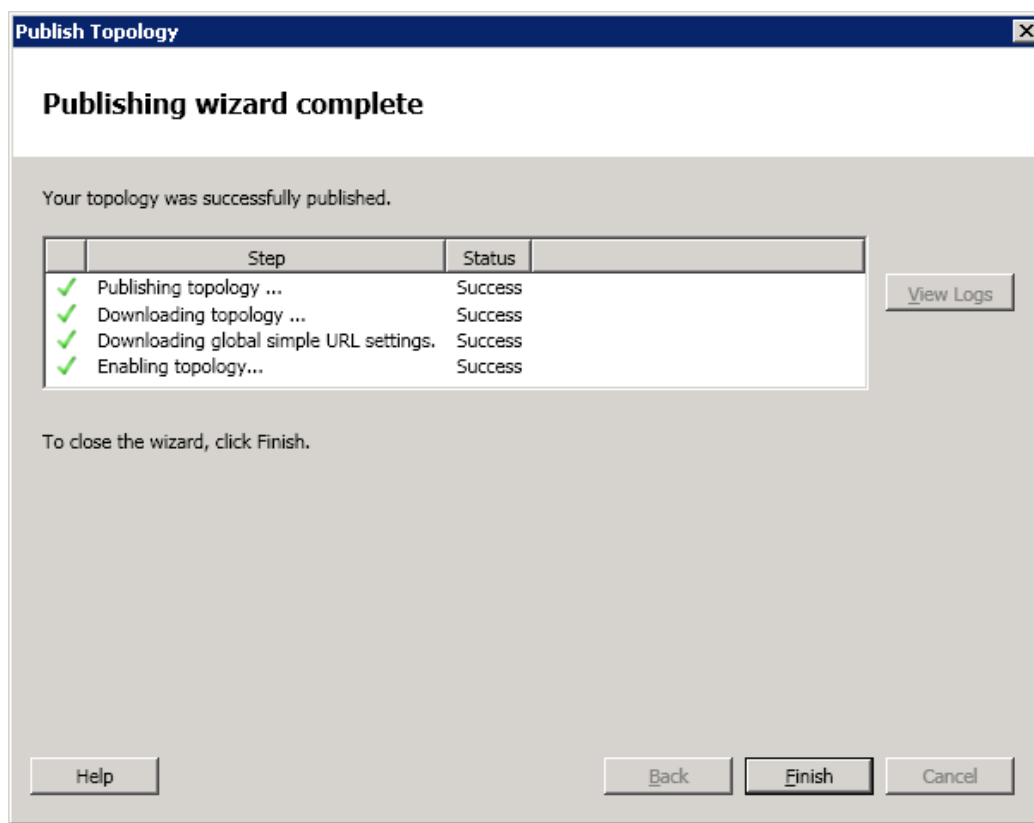 Publish Topology
Publishing wizard complete
Your topology was successfully published.
Step Status
Publishing topology ... Success
Downloading topology ... Success
Downloading global simple URL settings. Success
Enabling topology... Success
View Logs
To close the wizard, click Finish.
Help Back Finish Cancel